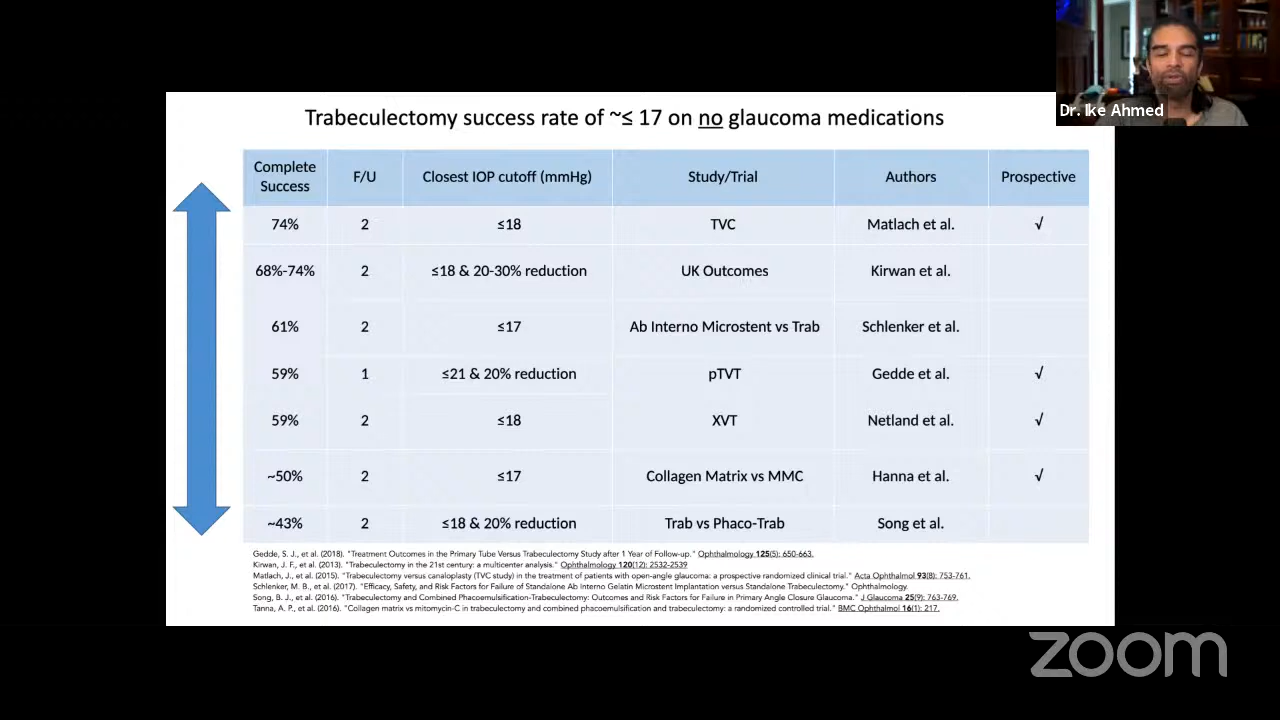 Dr. Ike Ahmed
Trabeculectomy success rate of ~≤ 17 on no glaucoma medications
Complete Success F/U Closest IOP cutoff (mmHg) Study/Trial Authors Prospective
74% 2 ≤18 TVC Matlach et al. √
68%-74% 2 ≤18 & 20-30% reduction UK Outcomes Kirwan et al.
61% 2 ≤17 Ab Interno Microstent vs Trab Schlenker et al.
59% 1 ≤21 & 20% reduction pTVT Gedde et al. √
59% 2 ≤18 XVT Netland et al. √
~50% 2 ≤17 Collagen Matrix vs MMC Hanna et al. √
~43% 2 ≤18 & 20% reduction Trab vs Phaco-Trab Song et al.
Gedde, S. J., et al. (2018). "Treatment Outcomes in the Primary Tube Versus Trabeculectomy Study after 1 Year of Follow-up." Ophthalmology 125(5): 650-663.
Kirwan, J. F., et al. (2013). "Trabeculectomy in the 21st century: a multicenter analysis." Ophthalmology 120(12): 2532-2539
Matlach, J., et al. (2015). "Trabeculectomy versus canaloplasty (TVC study) in the treatment of patients with open-angle glaucoma: a prospective randomized clinical trial." Acta Ophthalmol 93(8): 753-761.
Schlenker, M. B., et al. (2017). "Efficacy, Safety, and Risk Factors for Failure of Standalone Ab Interno Gelatin Microstent Implantation versus Standalone Trabeculectomy." Ophthalmology.
Song, B. J., et al. (2016). "Trabeculectomy and Combined Phacoemulsification-Trabeculectomy: Outcomes and Risk Factors for Failure in Primary Angle Closure Glaucoma." J Glaucoma 25(9): 763-769.
Tanna, A. P., et al. (2016). "Collagen matrix vs mitomycin-C in trabeculectomy and combined phacoemulsification and trabeculectomy: a randomized controlled trial." BMC Ophthalmol 16(1): 217.
zoom